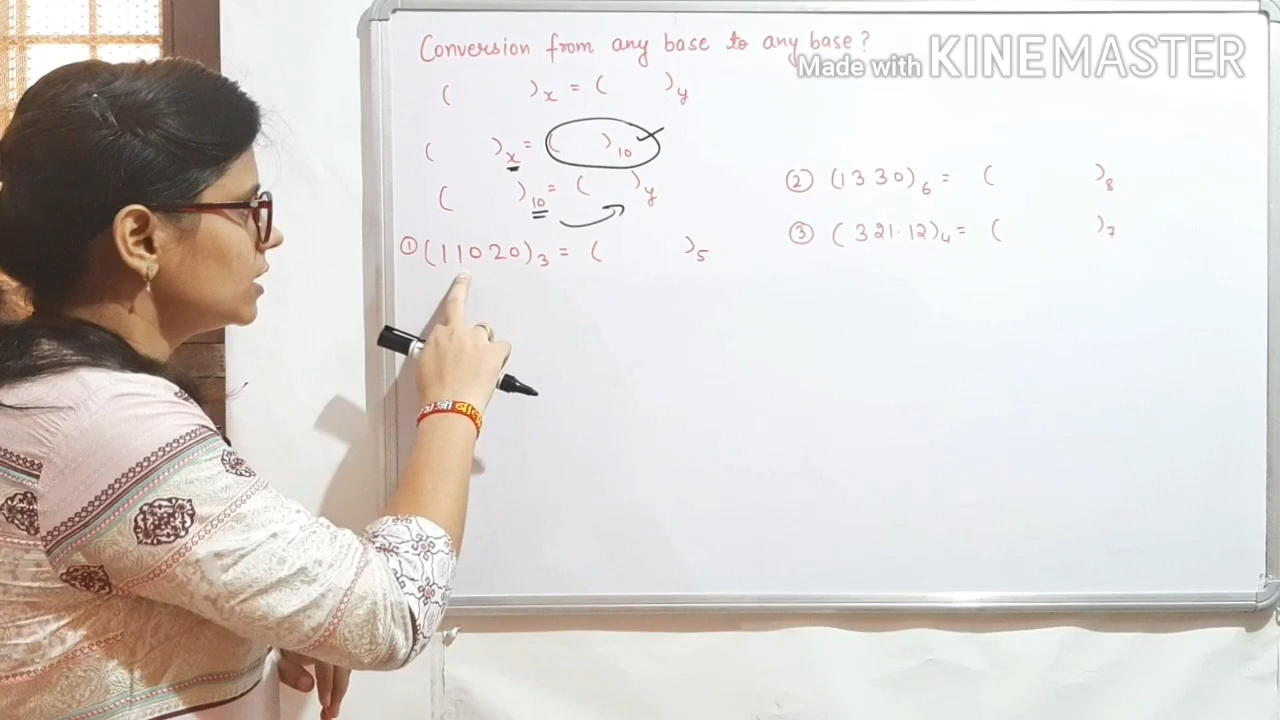 Conversion from any base to any base?
Made with KINEMASTER
( )x = ( )y
( )x = ( )10
( )10 = ( )y
① (11020)3 = ( )5
② (1330)6 = ( )8
③ (321.12)4 = ( )7